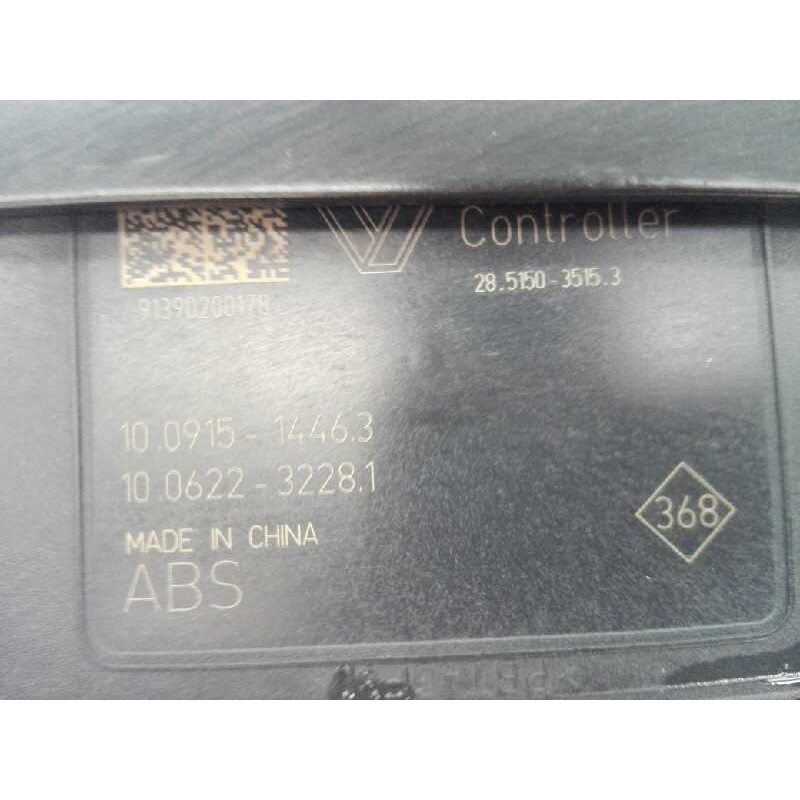 Controller
28.5150-3515.3
91390200178
10.0915-1446.3
10.0622-3228.1
368
MADE IN CHINA
ABS